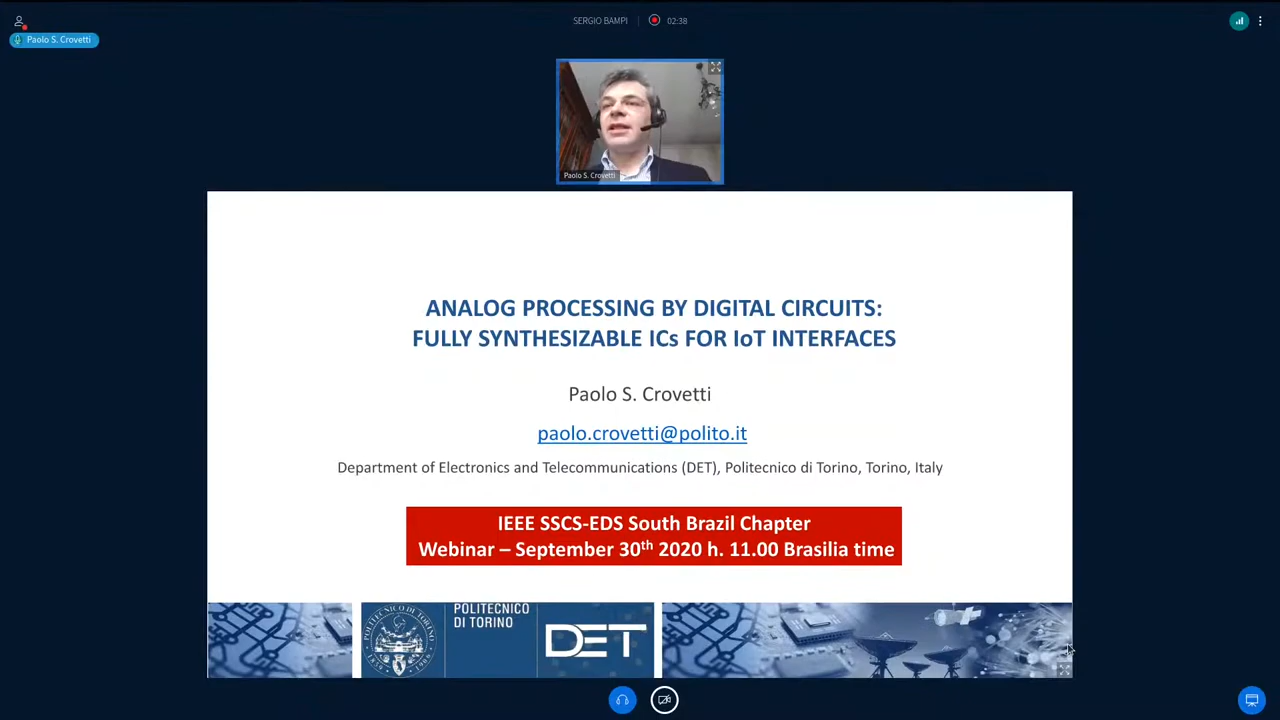 SERGIO BAMPI
02:38
Paolo S. Crovetti
Paolo S. Crovetti
ANALOG PROCESSING BY DIGITAL CIRCUITS:
FULLY SYNTHESIZABLE ICs FOR IoT INTERFACES
Paolo S. Crovetti
paolo.crovetti@polito.it
Department of Electronics and Telecommunications (DET), Politecnico di Torino, Torino, Italy
IEEE SSCS-EDS South Brazil Chapter
Webinar – September 30th 2020 h. 11.00 Brasilia time
POLITECNICO
DI TORINO
DET